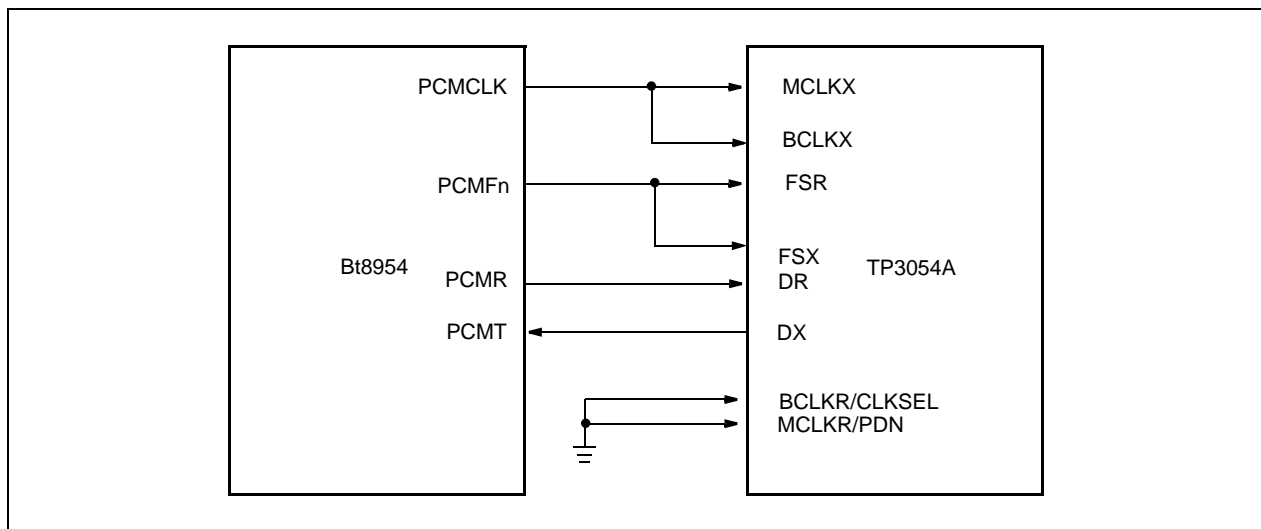 PCMCLK
MCLKX
BCLKX
PCMFn
FSR
FSX
Bt8954
TP3054A
PCMR
DR
PCMT
DX
BCLKR/CLKSEL
MCLKR/PDN